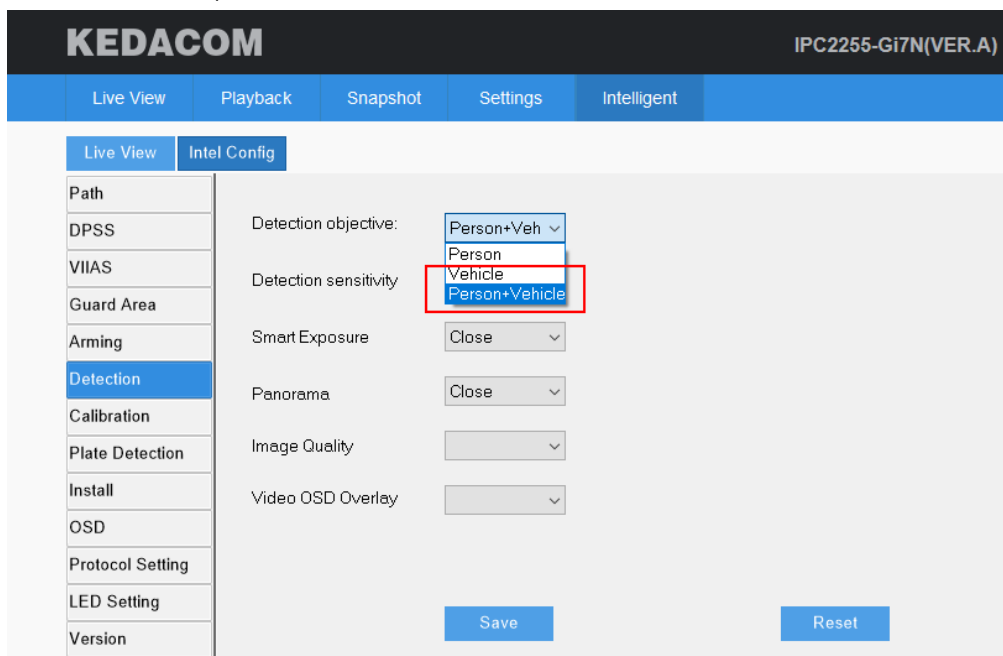 KEDACOM IPC2255-Gi7N(VER.A)
Live View Playback Snapshot Settings Intelligent
Live View Intel Config
Path
DPSS
VIIAS
Guard Area
Arming
Detection
Calibration
Plate Detection
Install
OSD
Protocol Setting
LED Setting
Version
Detection objective: Person+Veh
Person
Vehicle
Person+Vehicle
Detection sensitivity
Smart Exposure Close
Panorama Close
Image Quality
Video OSD Overlay
Save Reset